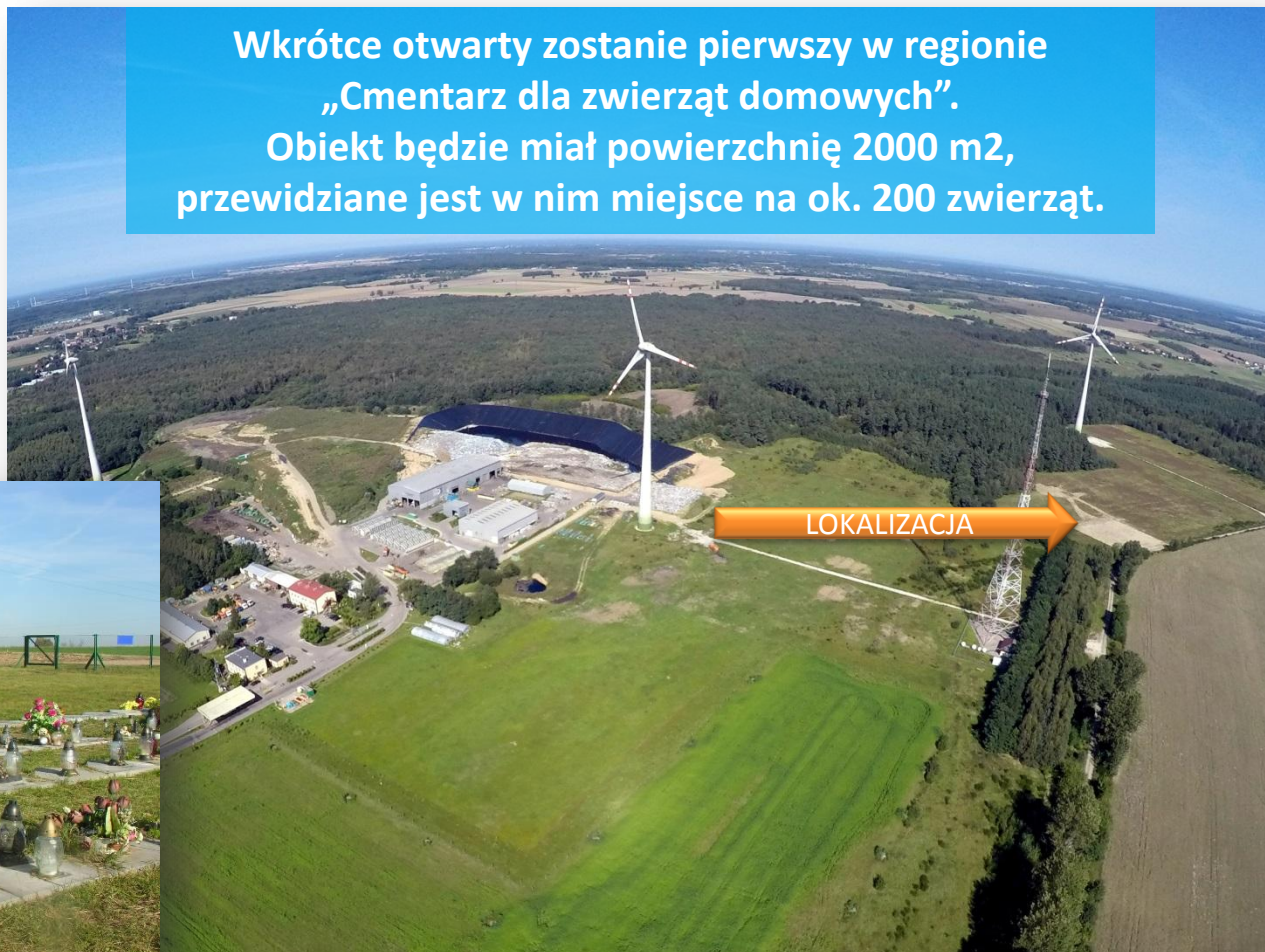 Wkrótce otwarty zostanie pierwszy w regionie
„Cmentarz dla zwierząt domowych”.
Obiekt będzie miał powierzchnię 2000 m2,
przewidziane jest w nim miejsce na ok. 200 zwierząt.
LOKALIZACJA